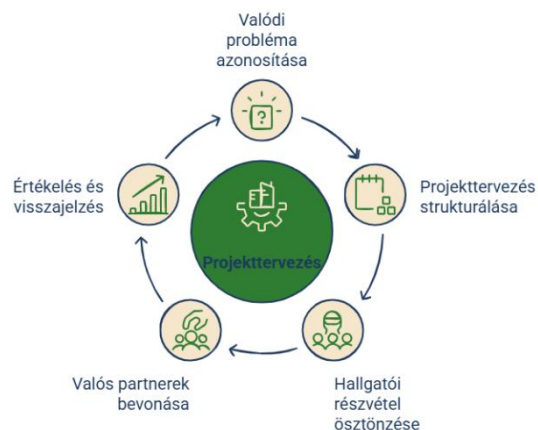 Valódi
probléma
azonosítása
?
Projekttervezés
strukturálása
Hallgatói
részvétel
ösztönzése
Valós partnerek
bevonása
Értékelés és
visszajelzés
Projekttervezés